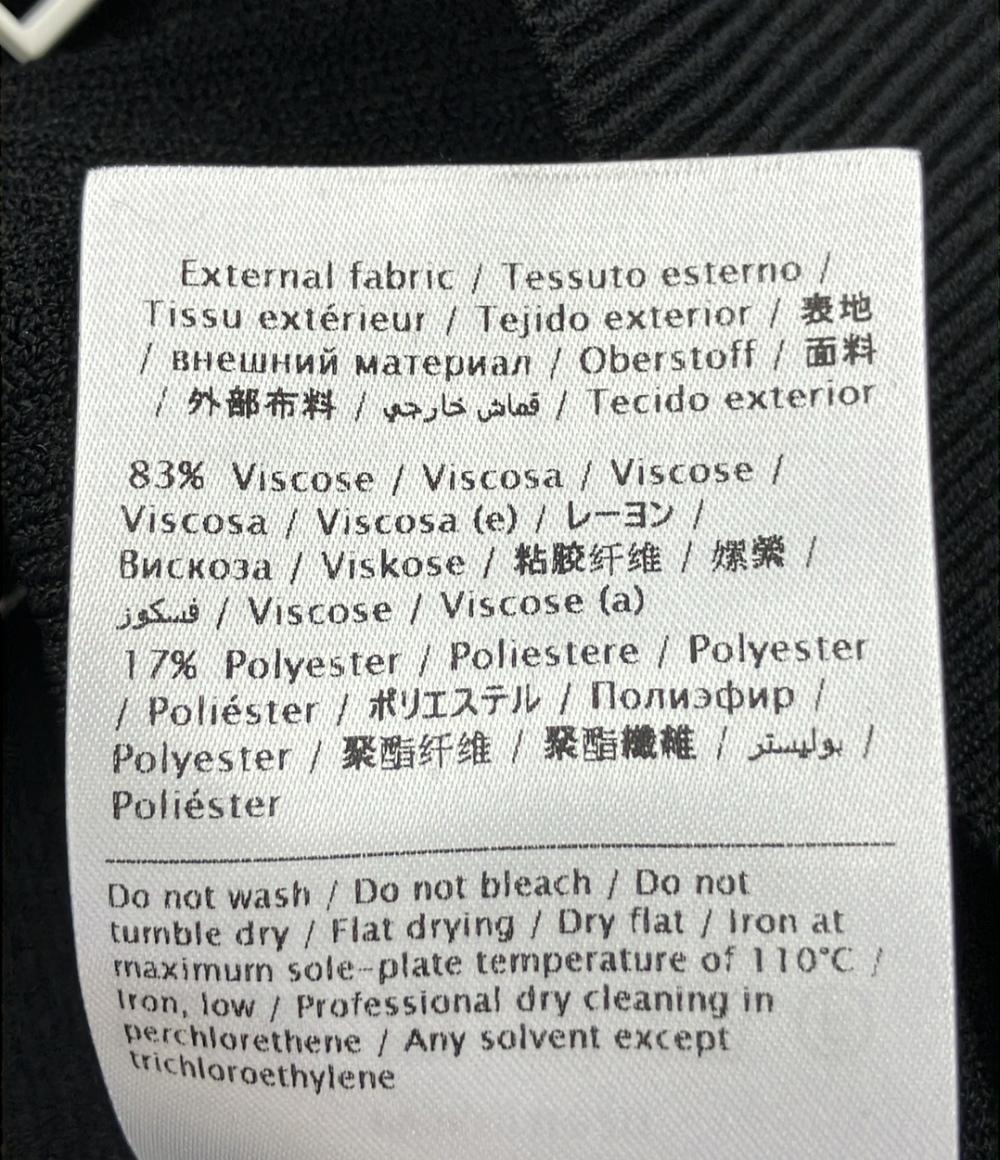 External fabric / Tessuto esterno /
Tissu extérieur / Tejido exterior / 表地
/ внешний материал / Oberstoff / 面料
/ 外部布料 / قماش خارجي / Tecido exterior
83% Viscose / Viscosa / Viscose /
Viscosa / Viscosa (e) / レーヨン /
Вискоза / Viskose / 粘胶纤维 / 嫘縈 /
فسكوز / Viscose / Viscose (a)
17% Polyester / Poliestere / Polyester
/ Poliéster / ポリエステル / Полиэфир /
Polyester / 聚酯纤维 / 聚酯纖維 / بوليستر /
Poliéster
Do not wash / Do not bleach / Do not
tumble dry / Flat drying / Dry flat / Iron at
maximum sole-plate temperature of 110°C /
Iron, low / Professional dry cleaning in
perchlorethene / Any solvent except
trichloroethylene